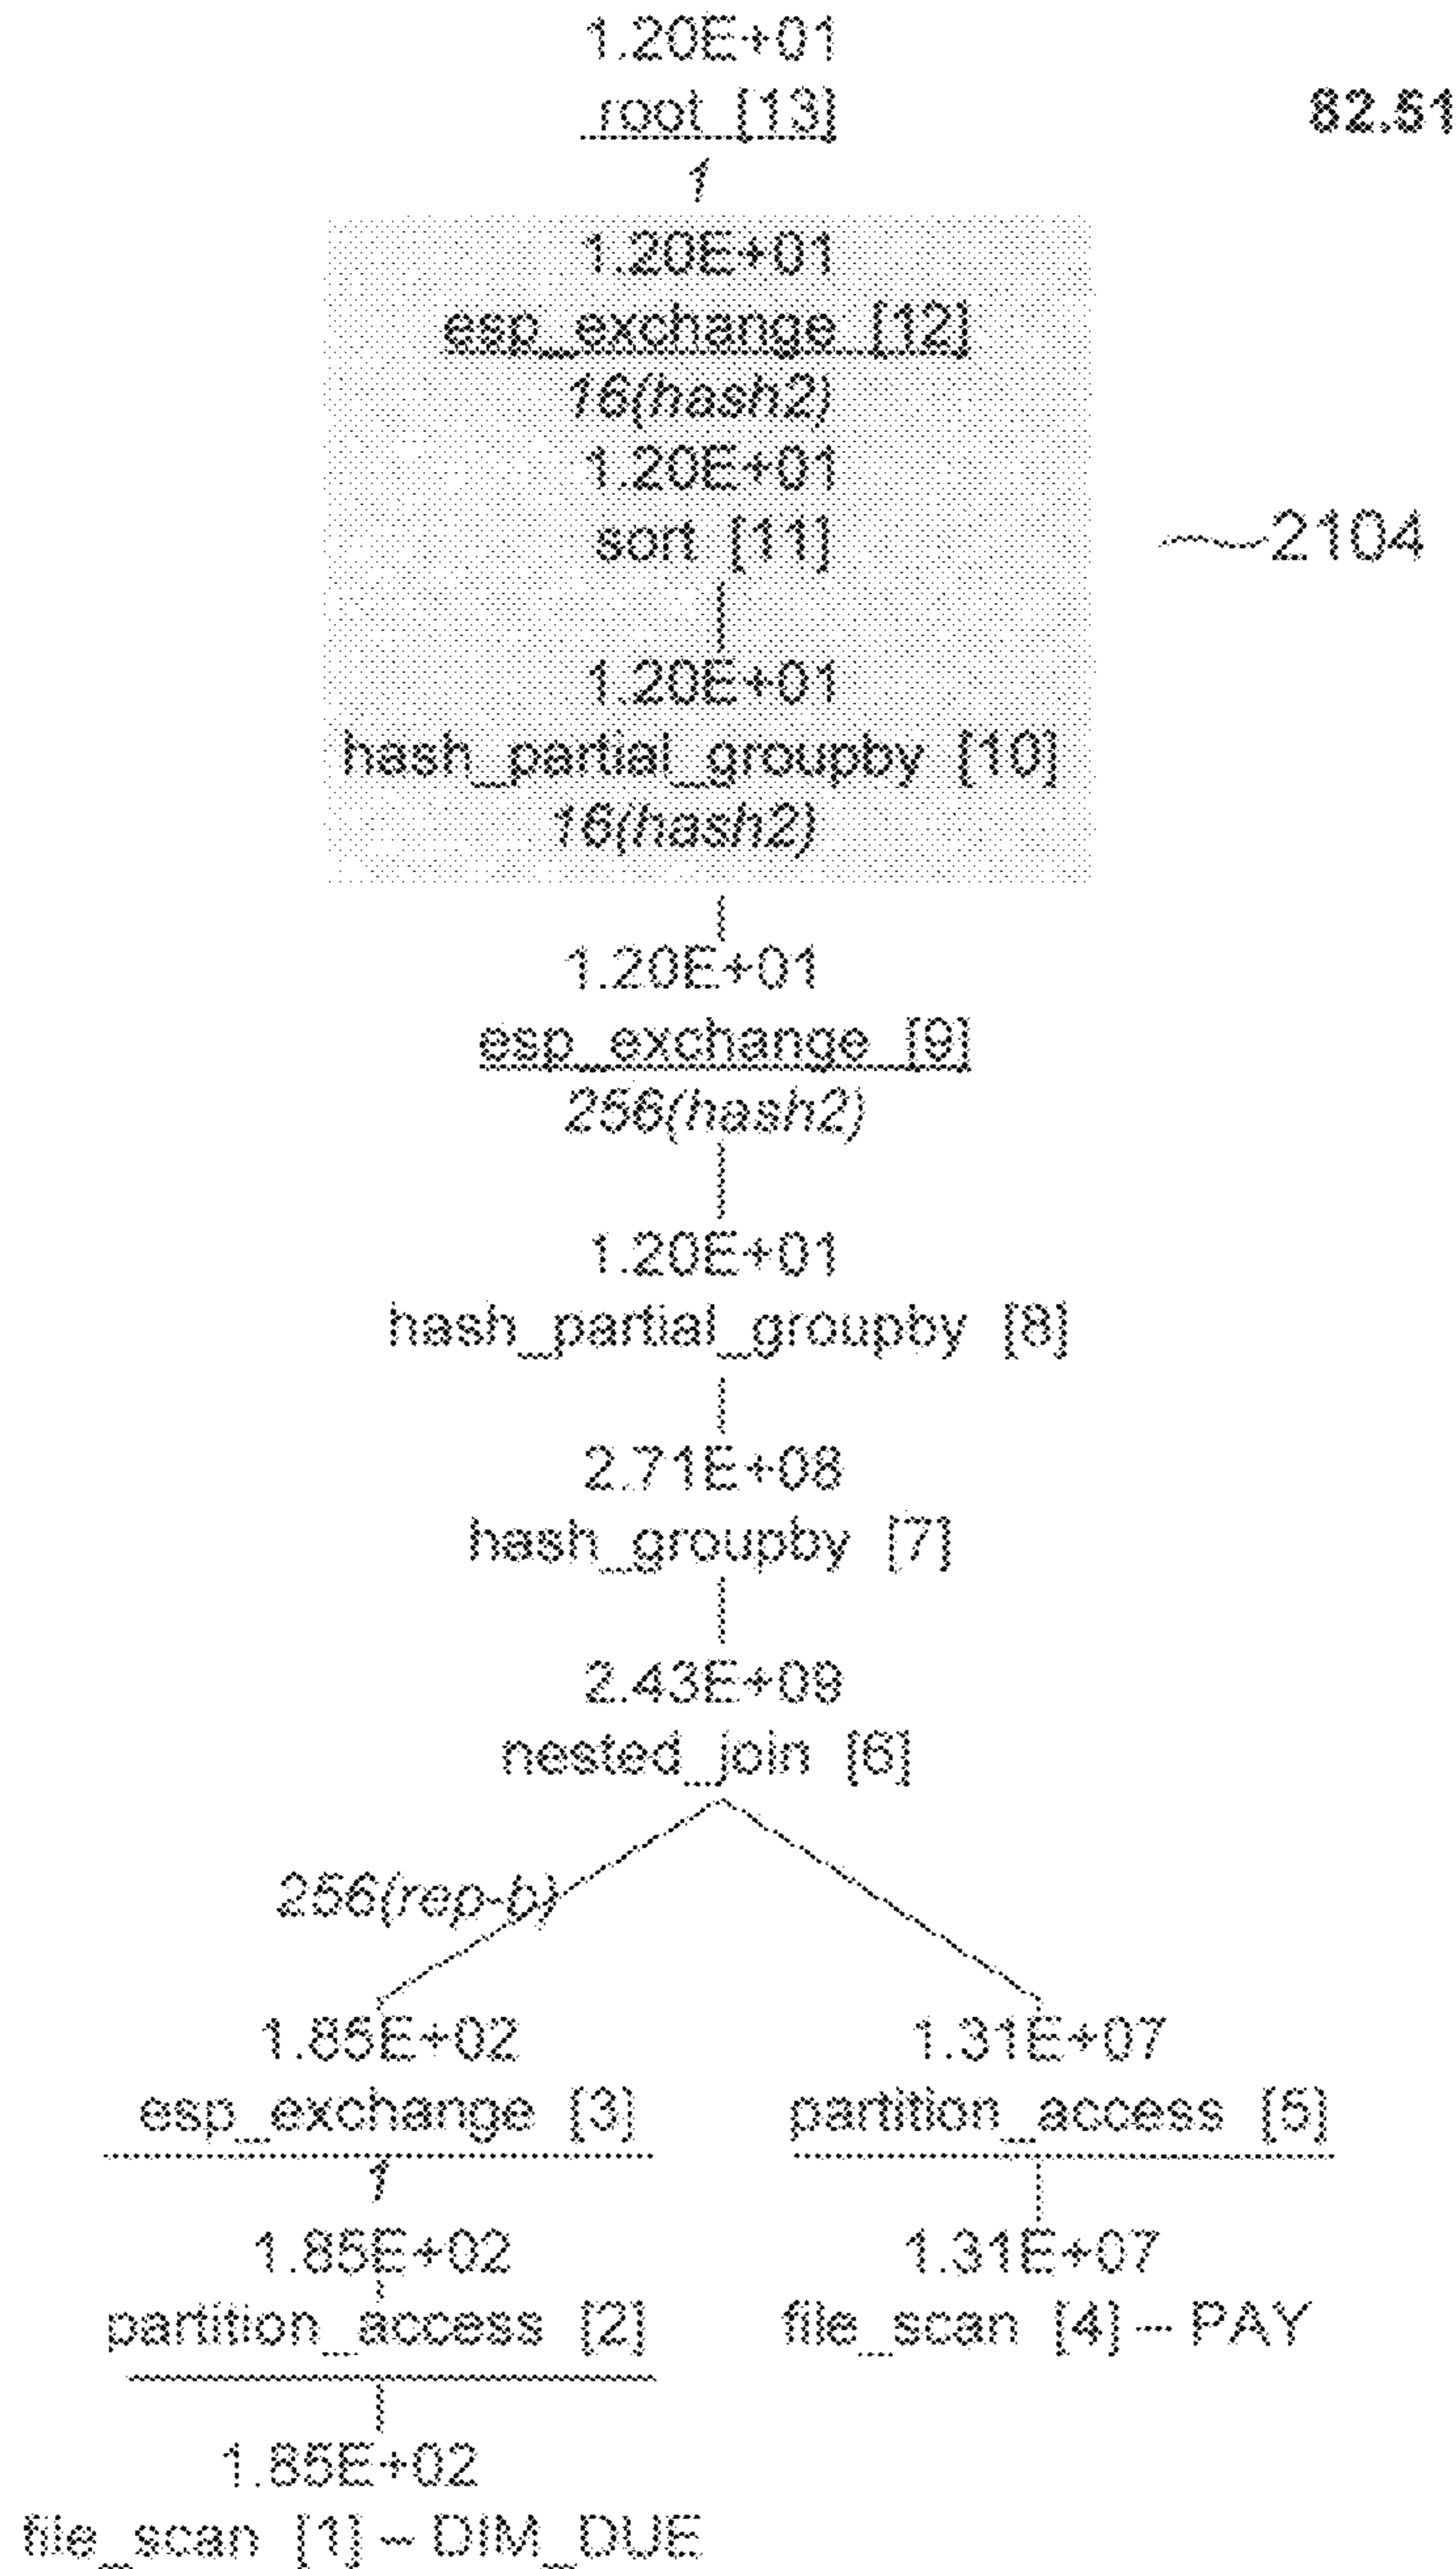 1.20E+01
root [13]
82.51
1
1.20E+01
esp_exchange [12]
16(hash2)
1.20E+01
sort [11]
2104
1.20E+01
hash_partial_groupby [10]
16(hash2)
1.20E+01
esp_exchange [9]
256(hash2)
1.20E+01
hash_partial_groupby [8]
2.71E+08
hash_groupby [7]
2.43E+09
nested_join [6]
256(rep-b)
1.85E+02 1.31E+07
esp_exchange [3] partition_access [5]
1
1.85E+02 1.31E+07
partition_access [2] file_scan [4] -- PAY
1.85E+02
file_scan [1] -- DIM_DUE